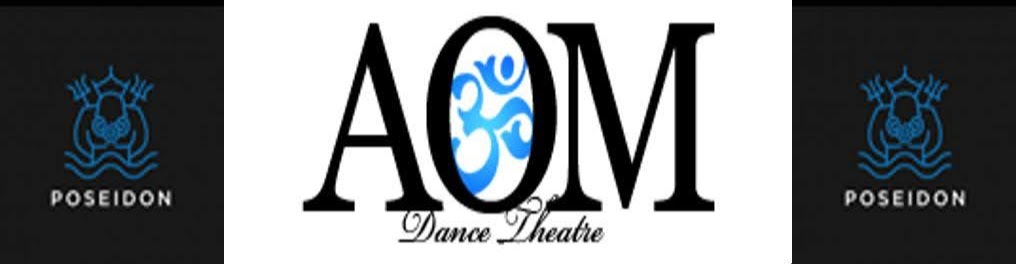 POSEIDON
AOM
Dance Theatre
POSEIDON